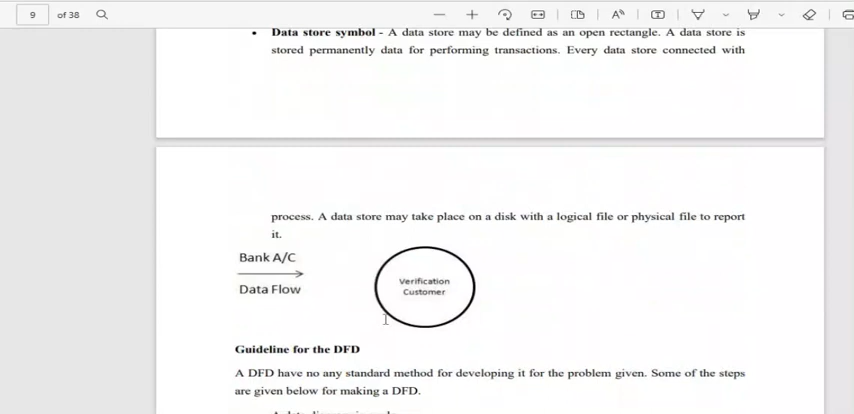 9 of 38
• Data store symbol - A data store may be defined as an open rectangle. A data store is
stored permanently data for performing transactions. Every data store connected with
process. A data store may take place on a disk with a logical file or physical file to report
it.
Bank A/C
Data Flow
Verification
Customer
Guideline for the DFD
A DFD have no any standard method for developing it for the problem given. Some of the steps
are given below for making a DFD.